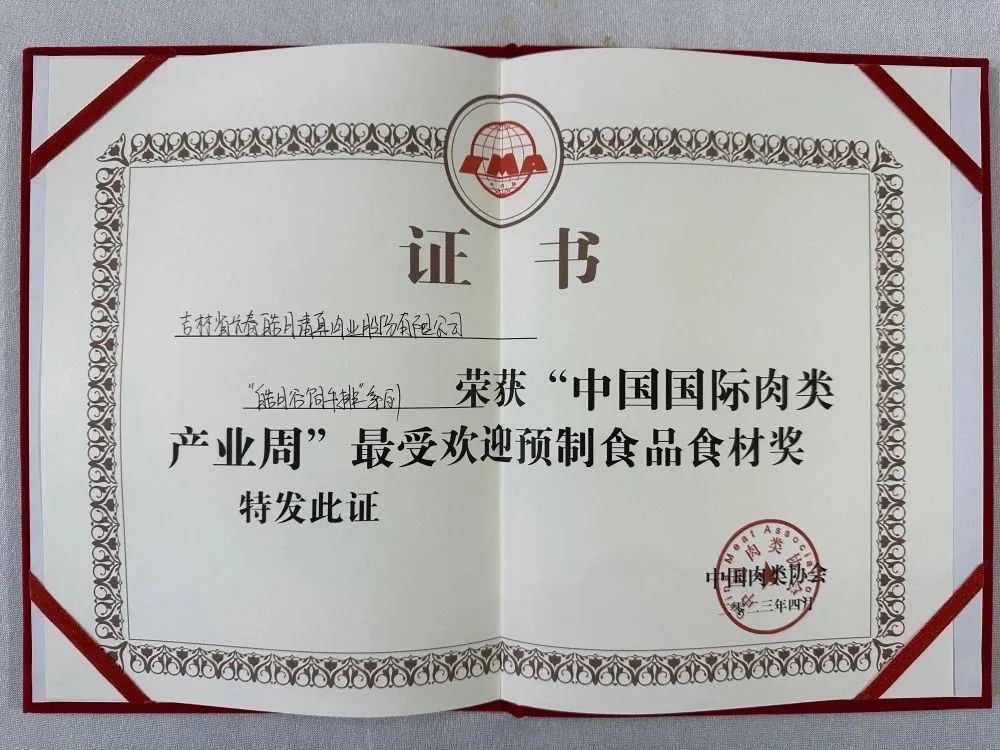 CMA
证书
吉林省长春皓月清真肉业股份有限公司
“皓月谷饲牛排”系列 荣获“中国国际肉类
产业周”最受欢迎预制食品食材奖
特发此证
中国肉类协会
二零二三年四月